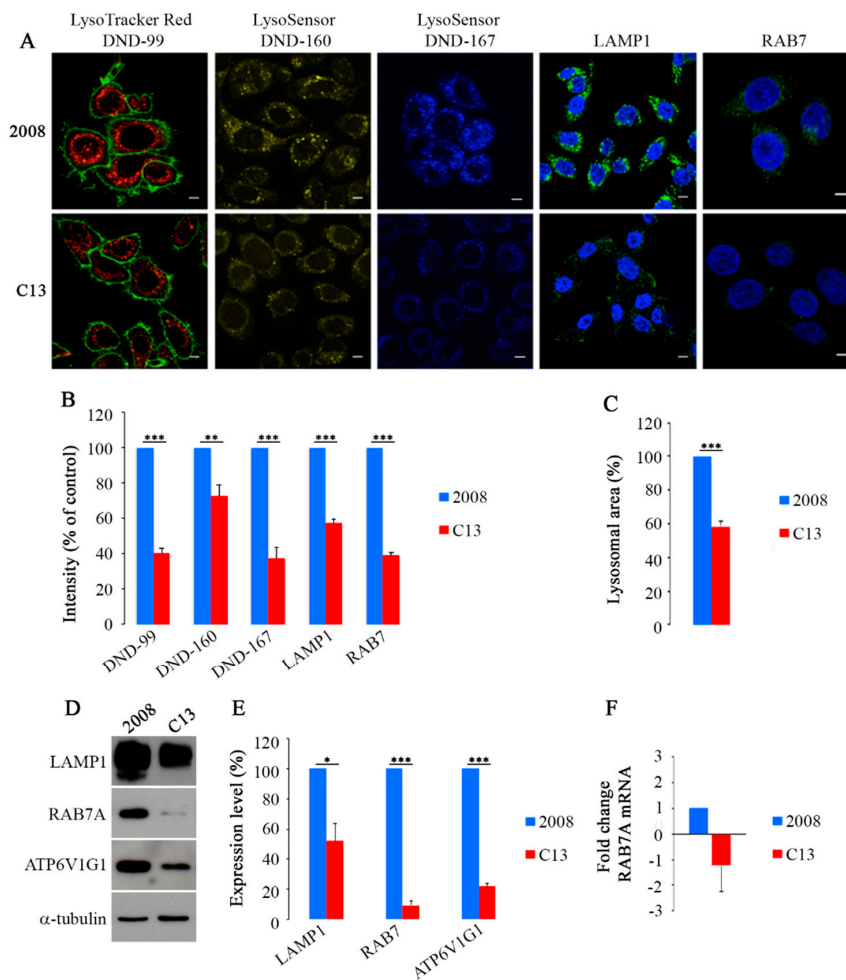 LysoTracker Red
DND-99
LysoSensor
DND-160
LysoSensor
DND-167
LAMP1
RAB7
A
2008
C13
B
Intensity (% of control)
120
100
80
60
40
20
0
***
**
***
***
***
DND-99
DND-160
DND-167
LAMP1
RAB7
2008
C13
C
Lysosomal area (%)
120
100
80
60
40
20
0
***
2008
C13
D
2008
C13
LAMP1
RAB7A
ATP6V1G1
α-tubulin
E
Expression level (%)
120
100
80
60
40
20
0
*
***
***
LAMP1
RAB7
ATP6V1G1
2008
C13
F
Fold change
RAB7A mRNA
3
2
1
0
-1
-2
-3
2008
C13